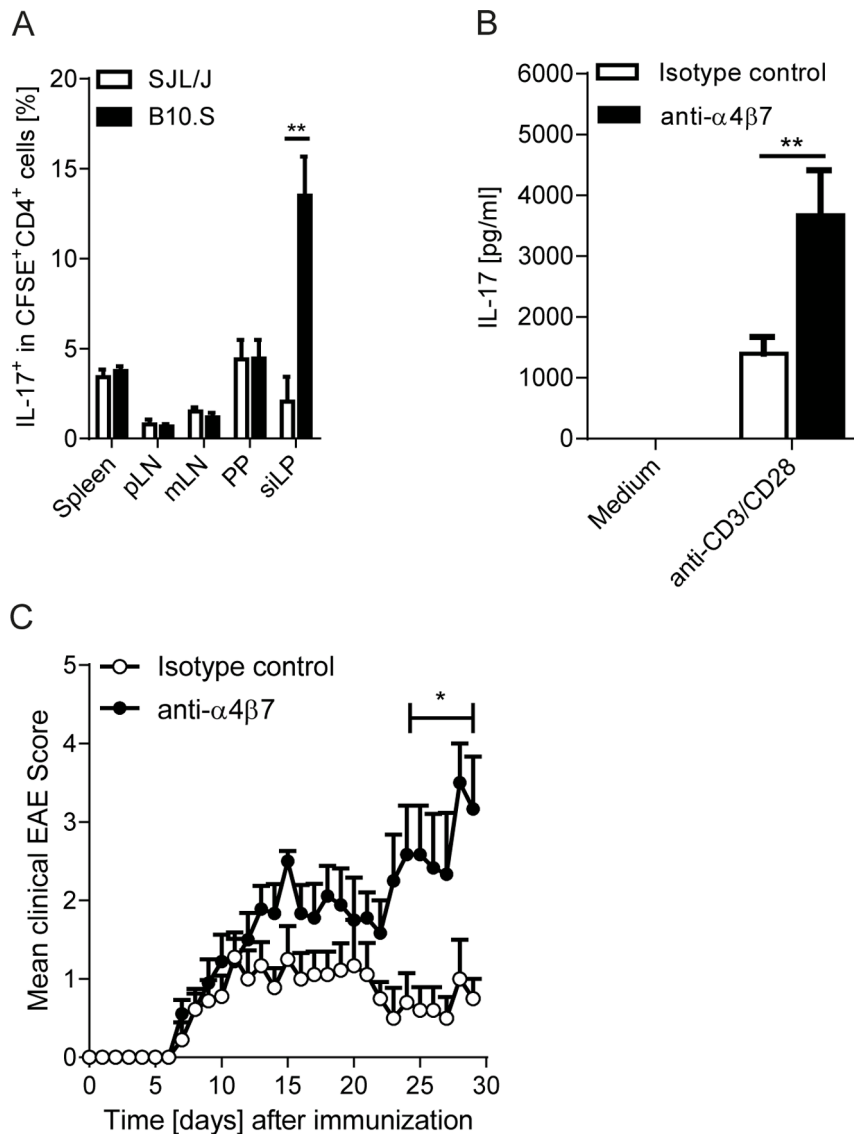 A
IL-17+ in CFSE+CD4+ cells [%]
20
15
10
5
0
SJL/J
B10.S
**
Spleen
pLN
mLN
PP
siLP
B
IL-17 [pg/ml]
6000
5000
4000
3000
2000
1000
0
Isotype control
anti-α4β7
**
Medium
anti-CD3/CD28
C
Mean clinical EAE Score
5
4
3
2
1
0
Isotype control
anti-α4β7
*
0 5 10 15 20 25 30
Time [days] after immunization